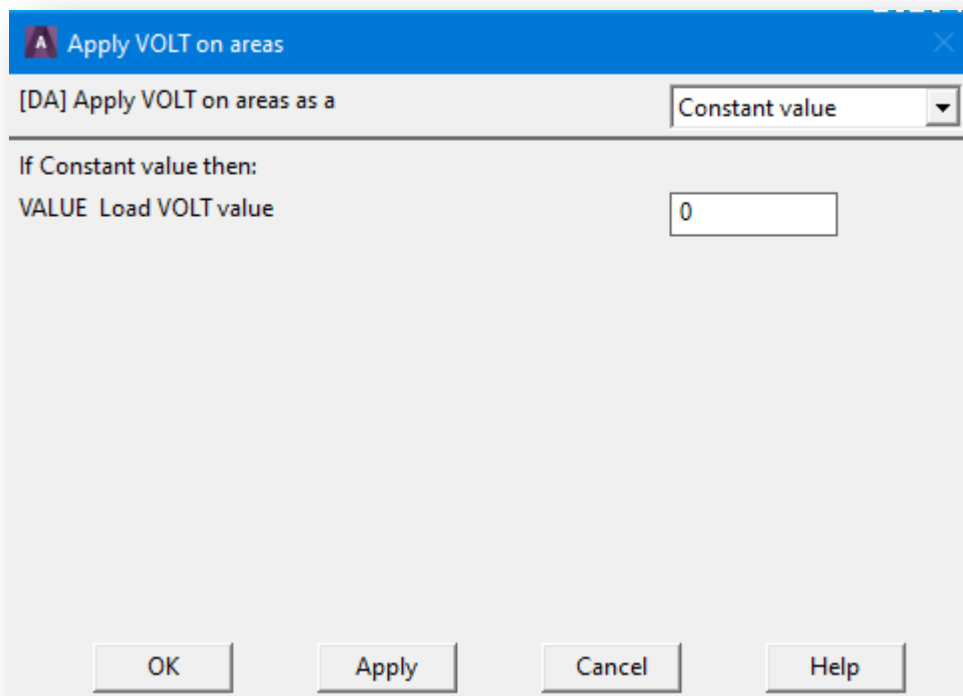 Apply VOLT on areas
[DA] Apply VOLT on areas as a Constant value
If Constant value then:
VALUE Load VOLT value 0
OK Apply Cancel Help